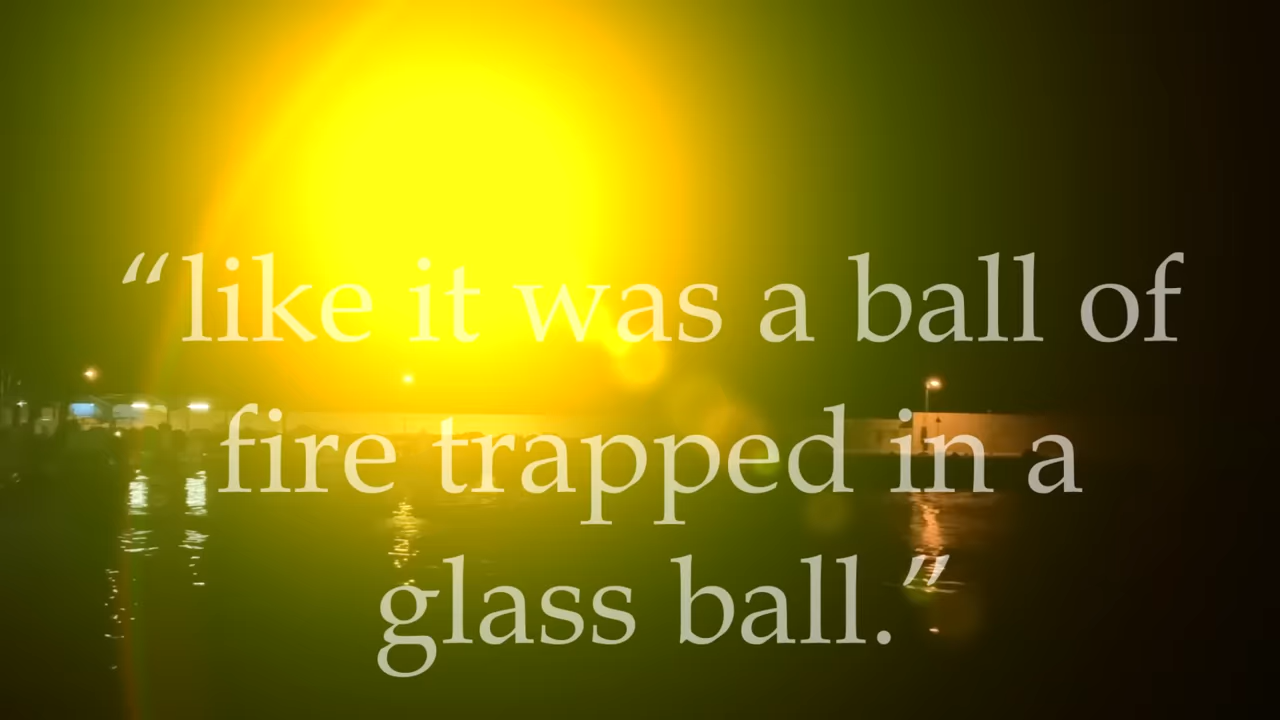 “like it was a ball of
fire trapped in a
glass ball.”